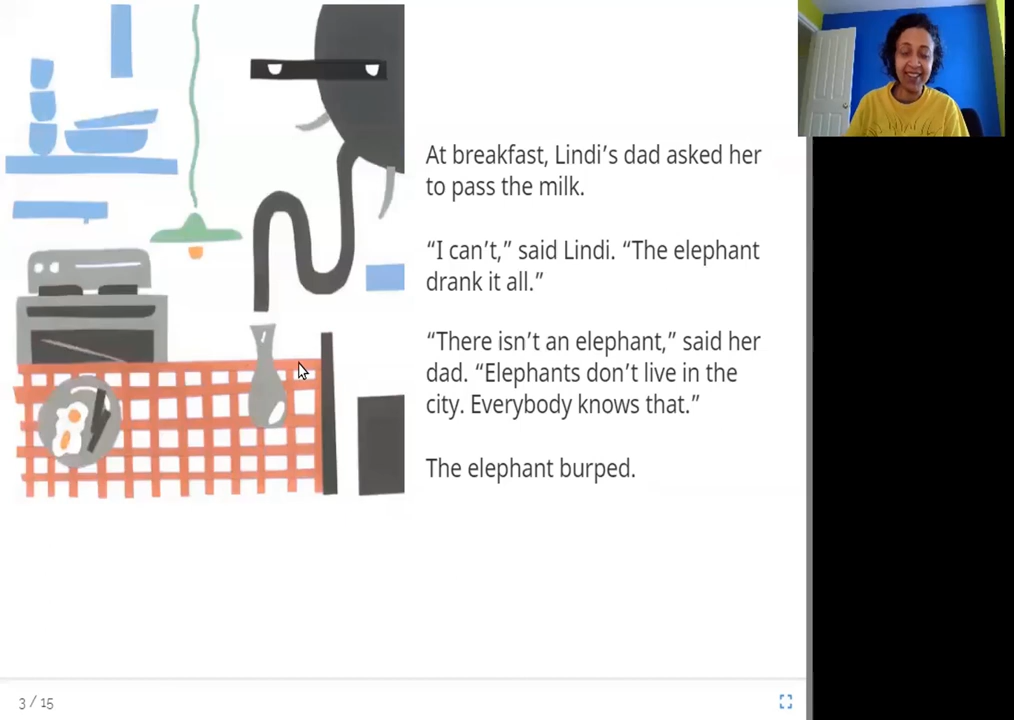 At breakfast, Lindi’s dad asked her
to pass the milk.
“I can’t,” said Lindi. “The elephant
drank it all.”
“There isn’t an elephant,” said her
dad. “Elephants don’t live in the
city. Everybody knows that.”
The elephant burped.
3 / 15